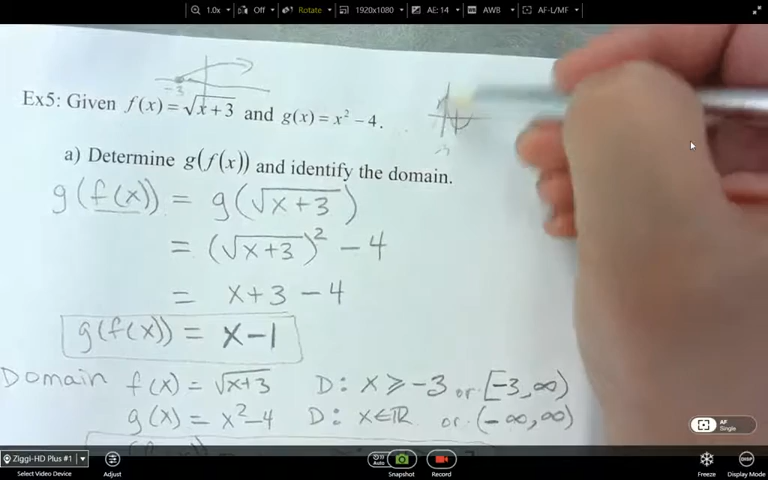 1.0x Off Rotate 1920x1080 AE: 14 AWB AF-L/MF
-3
Ex5: Given f(x) = √x+3 and g(x) = x² – 4.
a) Determine g(f(x)) and identify the domain.
g(f(x)) = g(√x+3)
= (√x+3)² – 4
= x+3 – 4
g(f(x)) = x–1
Domain f(x) = √x+3 D: x ≥ –3 or [–3, ∞)
g(x) = x²–4 D: x∈ℝ or (–∞, ∞)
AF
Single
Ziggi-HD Plus #1
Select Video Device Adjust Snapshot Record Freeze Display Mode